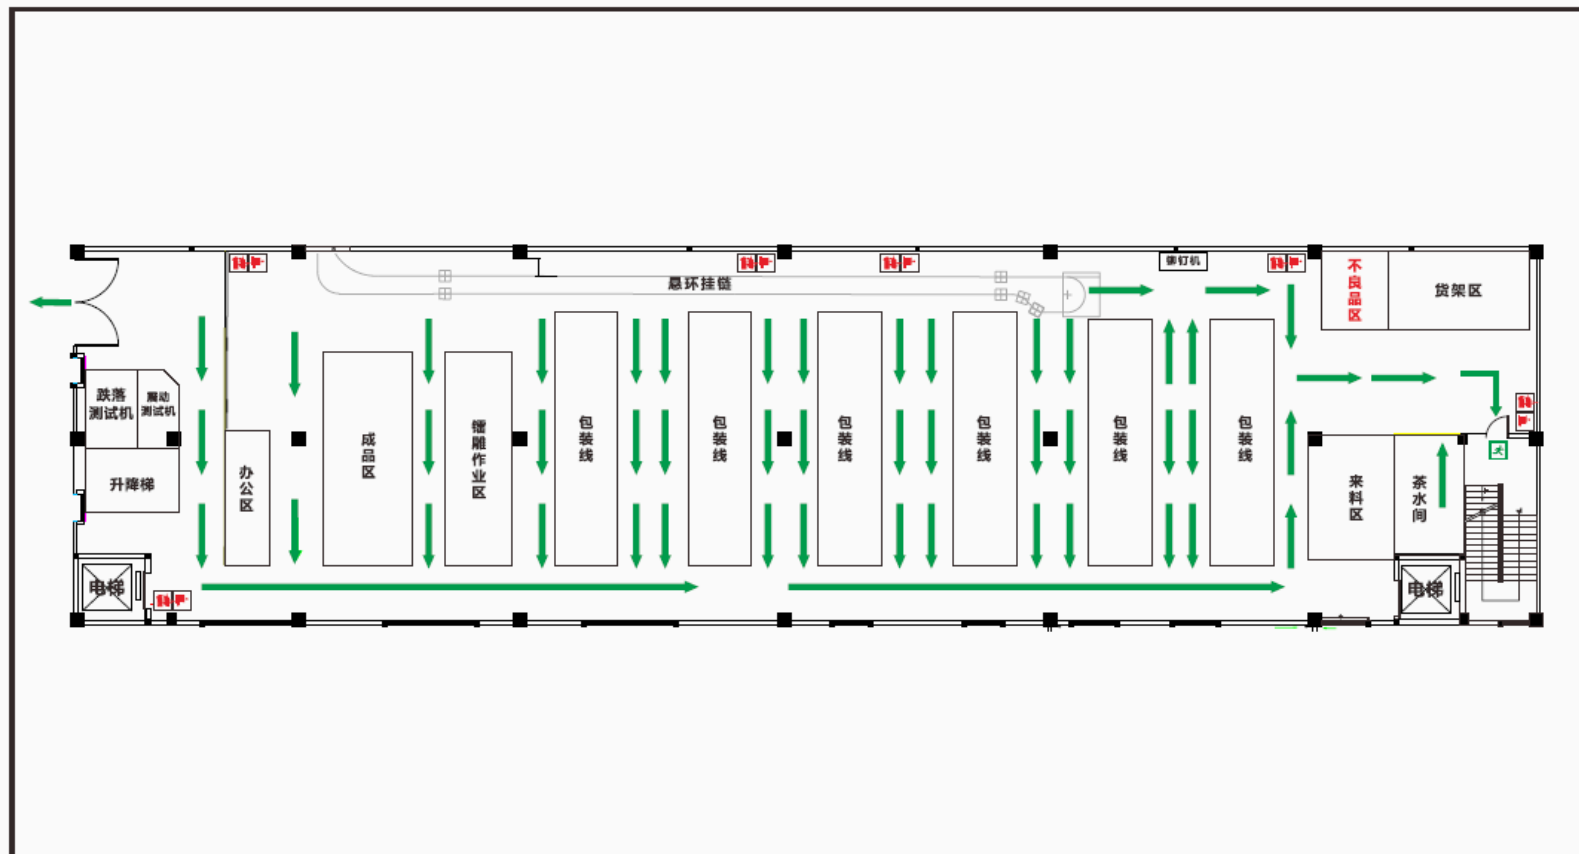 铆钉机
不良品区
货架区
悬环挂链
跌落
测试机
震动
测试机
升降梯
办公区
成品区
镭雕作业区
包装线
包装线
包装线
包装线
包装线
包装线
来料区
茶水间
电梯
电梯